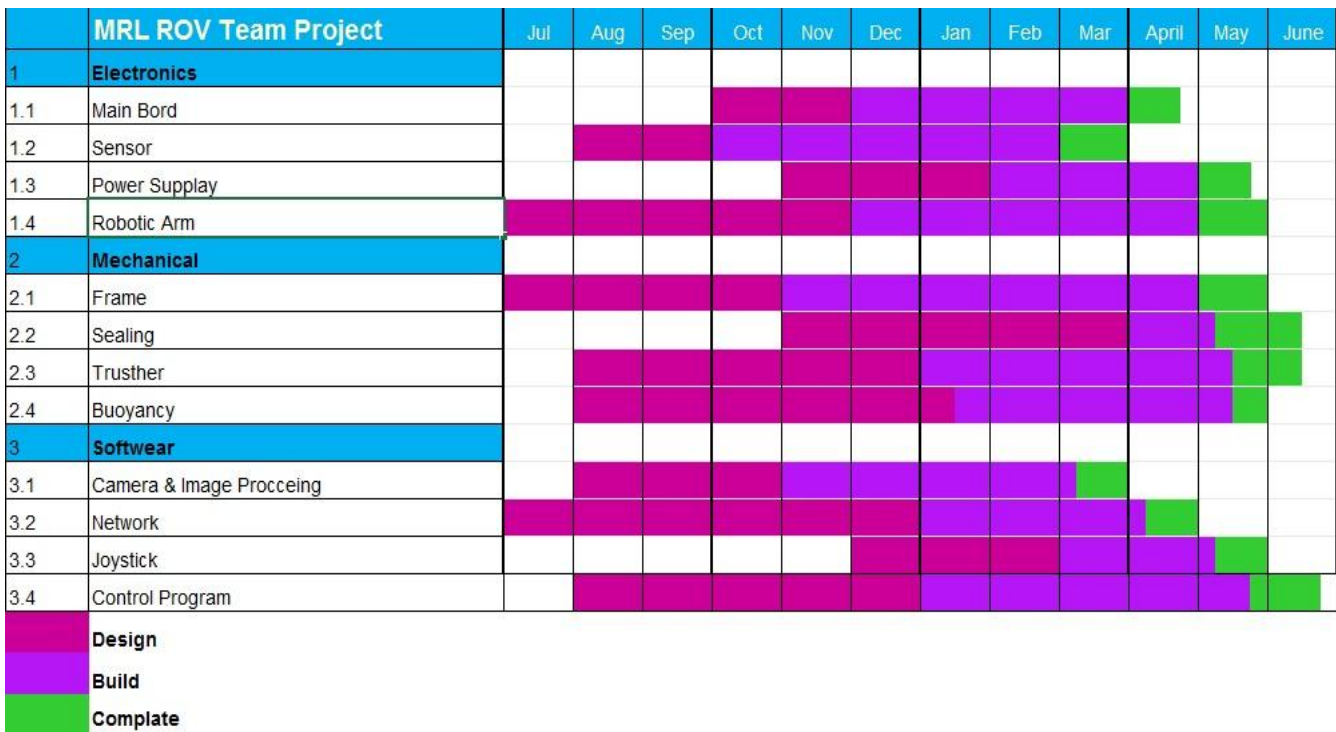 MRL ROV Team Project Jul Aug Sep Oct Nov Dec Jan Feb Mar April May June
1 Electronics
1.1 Main Bord
1.2 Sensor
1.3 Power Supplay
1.4 Robotic Arm
2 Mechanical
2.1 Frame
2.2 Sealing
2.3 Trusther
2.4 Buoyancy
3 Softwear
3.1 Camera & Image Procceing
3.2 Network
3.3 Joystick
3.4 Control Program
Design
Build
Complate